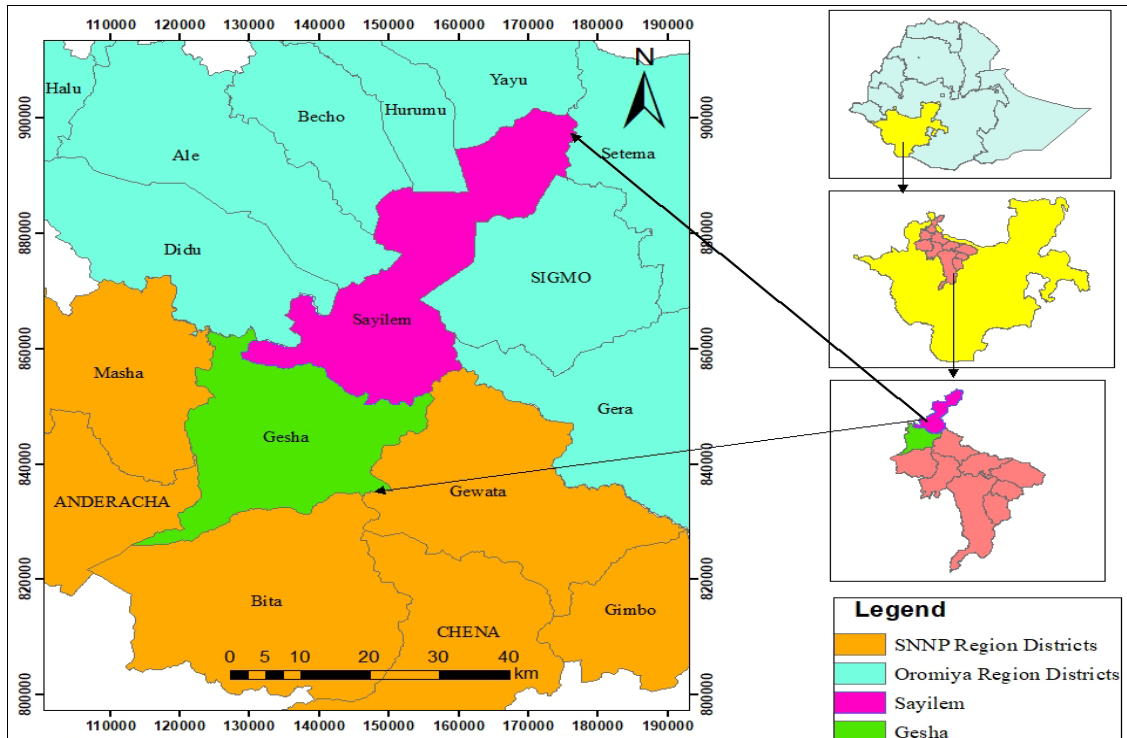 110000 120000 130000 140000 150000 160000 170000 180000 190000
N
Halu
Yayu
Hurumu
Becho
900000
900000
Setema
Ale
880000
880000
Didu
SIGMO
Sayilem
860000
860000
Masha
Gera
Gesha
840000
840000
ANDERACHA
Gewata
820000
820000
Bita
Gimbo
CHENA
0 5 10 20 30 40
km
800000
800000
110000 120000 130000 140000 150000 160000 170000 180000 190000
Legend
SNNP Region Districts
Oromiya Region Districts
Sayilem
Gesha